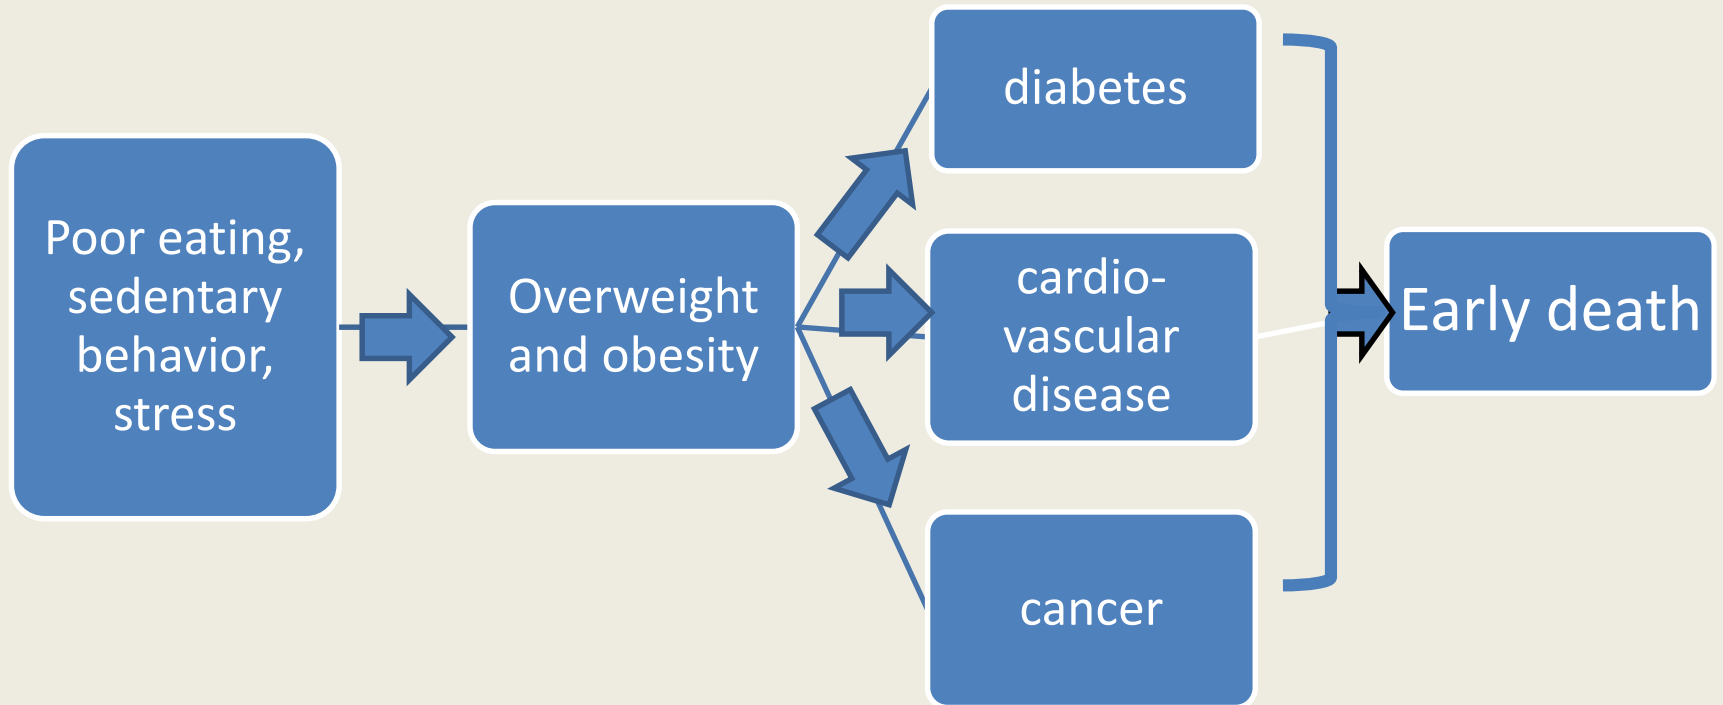 Poor eating,
sedentary
behavior,
stress
Overweight
and obesity
diabetes
cardio-
vascular
disease
cancer
Early death